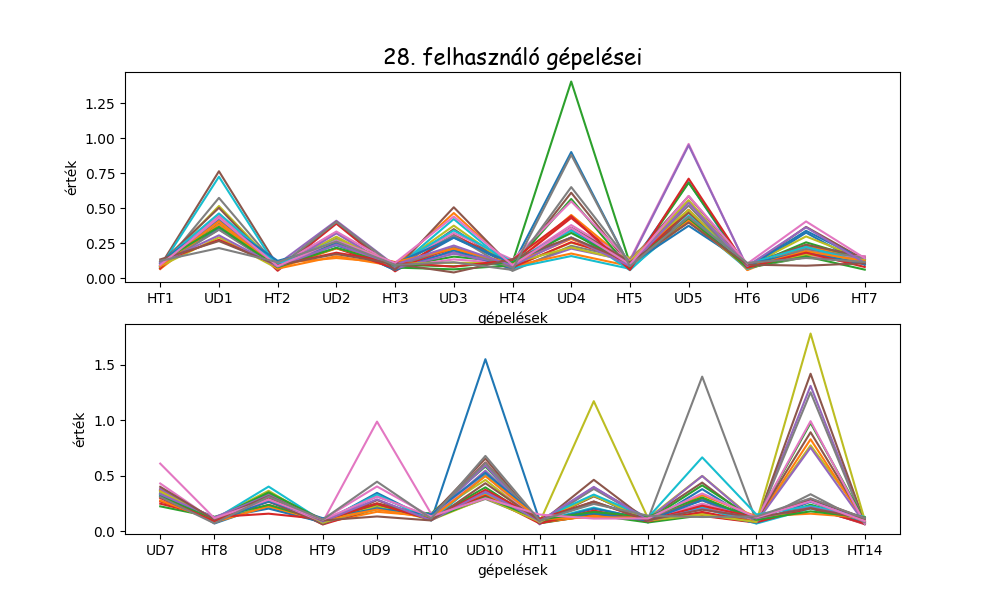 28. felhasználó gépelései
1.25
1.00
0.75
0.50
0.25
0.00
érték
HT1 UD1 HT2 UD2 HT3 UD3 HT4 UD4 HT5 UD5 HT6 UD6 HT7
gépelések
1.5
1.0
0.5
0.0
érték
UD7 HT8 UD8 HT9 UD9 HT10 UD10 HT11 UD11 HT12 UD12 HT13 UD13 HT14
gépelések